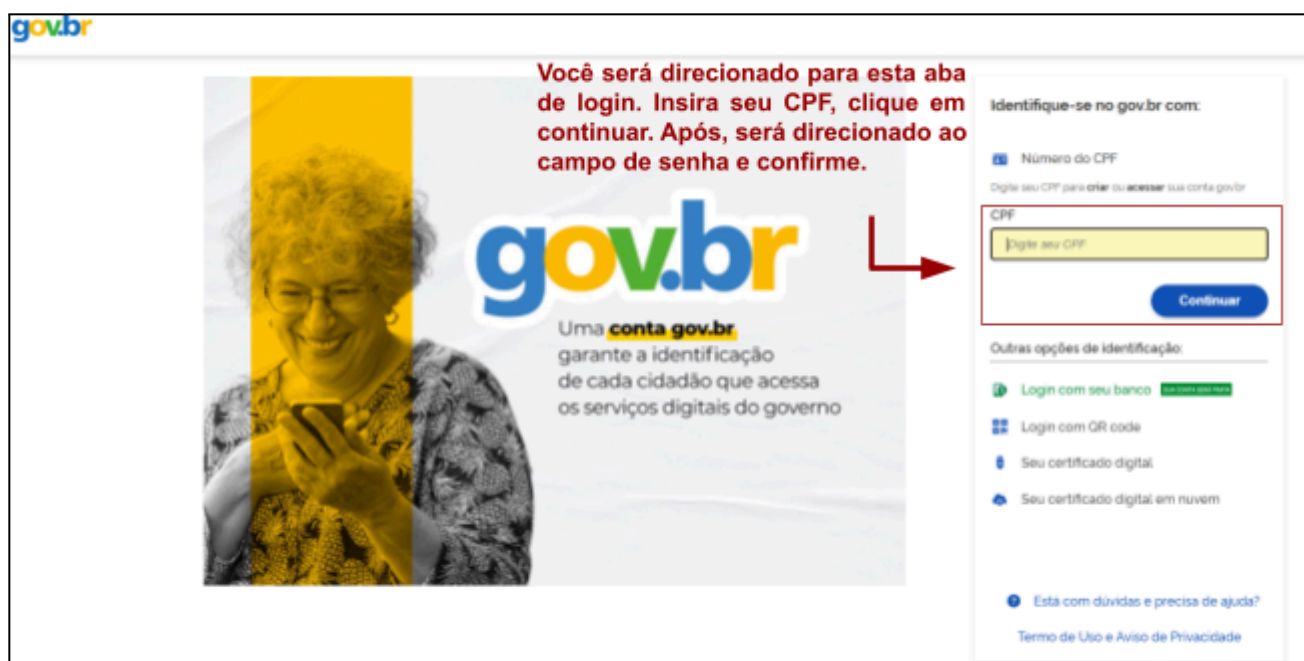 gov.br
Você será direcionado para esta aba
de login. Insira seu CPF, clique em
continuar. Após, será direcionado ao
campo de senha e confirme.
gov.br
Uma conta gov.br
garante a identificação
de cada cidadão que acessa
os serviços digitais do governo
Identifique-se no gov.br com:
Número do CPF
Digite seu CPF para criar ou acessar sua conta gov.br
CPF
Digite seu CPF
Continuar
Outras opções de identificação:
Login com seu banco
Login com QR code
Seu certificado digital
Seu certificado digital em nuvem
Está com dúvidas e precisa de ajuda?
Termo de Uso e Aviso de Privacidade